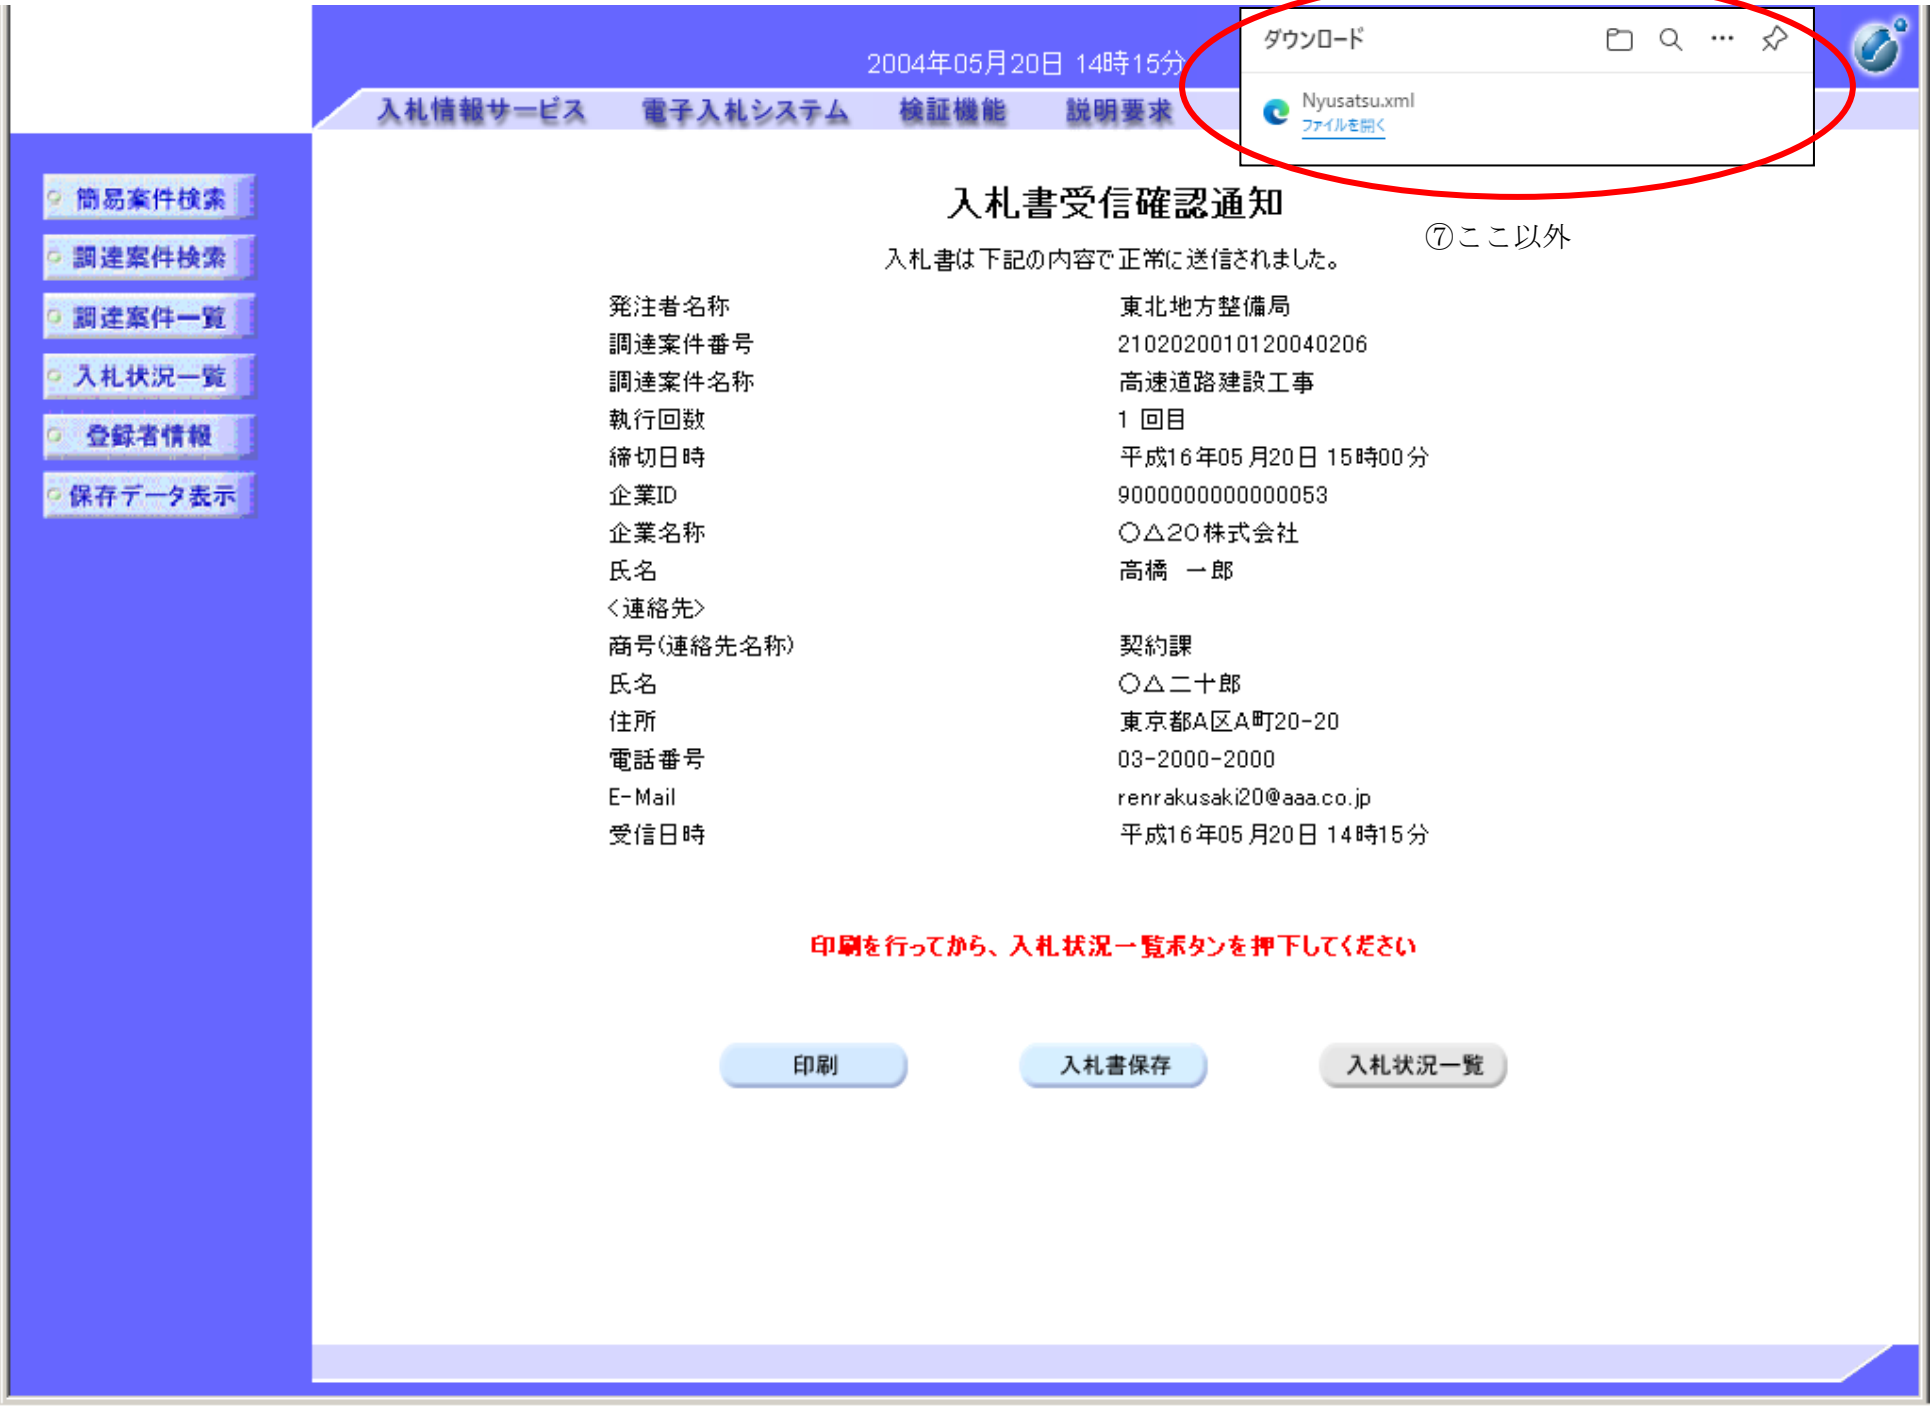 2004年05月20日 14時15分
ダウンロード
Nyusatsu.xml
ファイルを開く
入札情報サービス 電子入札システム 検証機能 説明要求
簡易案件検索
調達案件検索
調達案件一覧
入札状況一覧
登録者情報
保存データ表示
入札書受信確認通知
⑦ここ以外
入札書は下記の内容で正常に送信されました。
発注者名称 東北地方整備局
調達案件番号 2102020010120040206
調達案件名称 高速道路建設工事
執行回数 1 回目
締切日時 平成16年05月20日 15時00分
企業ID 9000000000000053
企業名称 ○△20株式会社
氏名 高橋 一郎
<連絡先>
商号(連絡先名称) 契約課
氏名 ○△二十郎
住所 東京都A区A町20-20
電話番号 03-2000-2000
E-Mail renrakusaki20@aaa.co.jp
受信日時 平成16年05月20日 14時15分
印刷を行ってから、入札状況一覧ボタンを押下してください
印刷 入札書保存 入札状況一覧